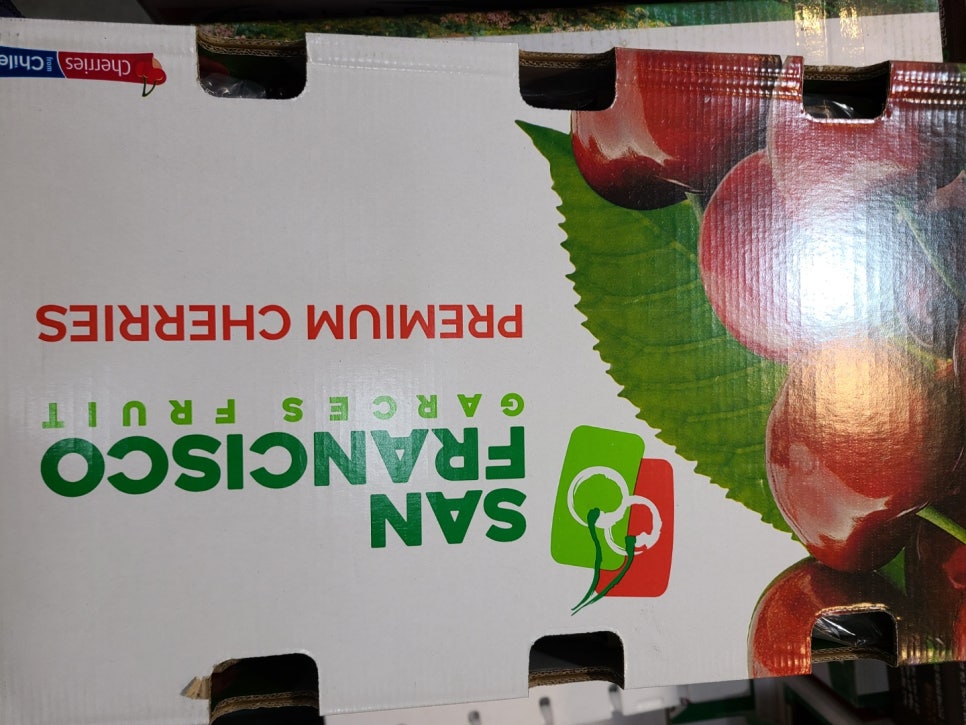 SAN
FRANCISCO
GARCES FRUIT
PREMIUM CHERRIES
Cherries
from
Chile